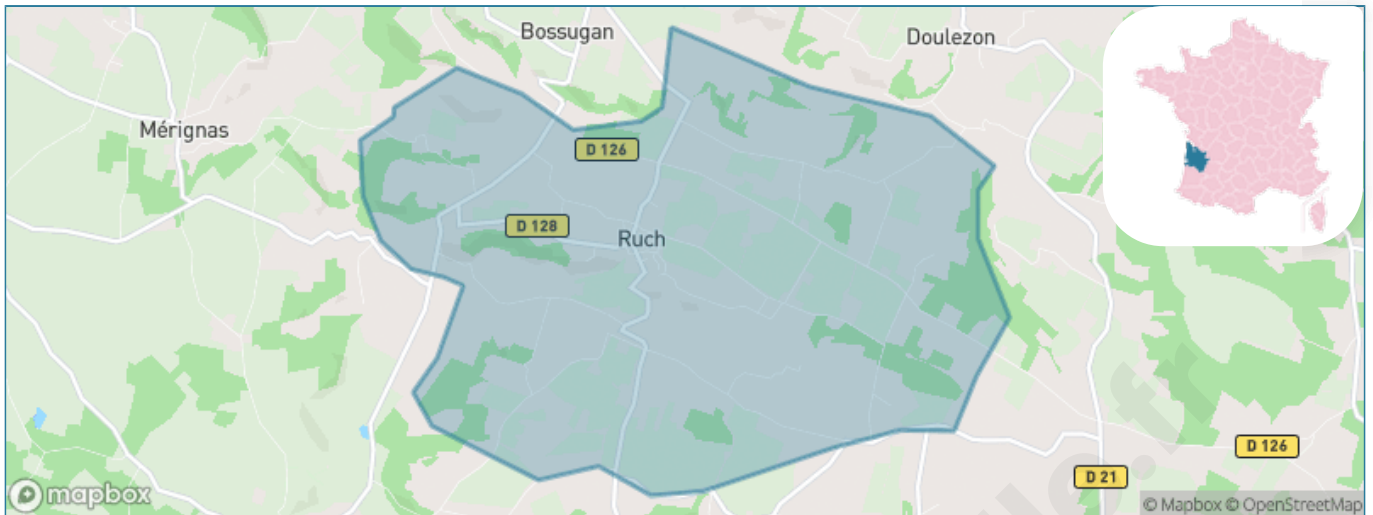 Bossugan
Doulezon
Mérignas
D 126
D 128
Ruch
D 126
D 21
mapbox
© Mapbox © OpenStreetMap